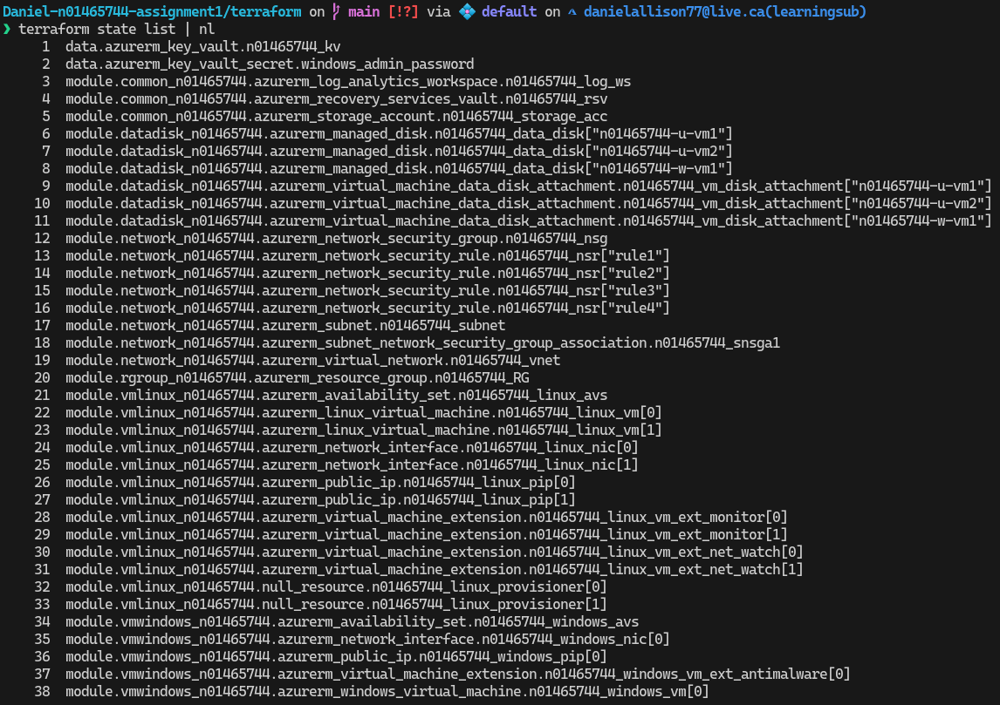 Daniel-n01465744-assignment1/terraform on main [!?] via default on danielallison77@live.ca(learningsub)
❯ terraform state list | nl
1 data.azurerm_key_vault.n01465744_kv
2 data.azurerm_key_vault_secret.windows_admin_password
3 module.common_n01465744.azurerm_log_analytics_workspace.n01465744_log_ws
4 module.common_n01465744.azurerm_recovery_services_vault.n01465744_rsv
5 module.common_n01465744.azurerm_storage_account.n01465744_storage_acc
6 module.datadisk_n01465744.azurerm_managed_disk.n01465744_data_disk["n01465744-u-vm1"]
7 module.datadisk_n01465744.azurerm_managed_disk.n01465744_data_disk["n01465744-u-vm2"]
8 module.datadisk_n01465744.azurerm_managed_disk.n01465744_data_disk["n01465744-w-vm1"]
9 module.datadisk_n01465744.azurerm_virtual_machine_data_disk_attachment.n01465744_vm_disk_attachment["n01465744-u-vm1"]
10 module.datadisk_n01465744.azurerm_virtual_machine_data_disk_attachment.n01465744_vm_disk_attachment["n01465744-u-vm2"]
11 module.datadisk_n01465744.azurerm_virtual_machine_data_disk_attachment.n01465744_vm_disk_attachment["n01465744-w-vm1"]
12 module.network_n01465744.azurerm_network_security_group.n01465744_nsg
13 module.network_n01465744.azurerm_network_security_rule.n01465744_nsr["rule1"]
14 module.network_n01465744.azurerm_network_security_rule.n01465744_nsr["rule2"]
15 module.network_n01465744.azurerm_network_security_rule.n01465744_nsr["rule3"]
16 module.network_n01465744.azurerm_network_security_rule.n01465744_nsr["rule4"]
17 module.network_n01465744.azurerm_subnet.n01465744_subnet
18 module.network_n01465744.azurerm_subnet_network_security_group_association.n01465744_snsga1
19 module.network_n01465744.azurerm_virtual_network.n01465744_vnet
20 module.rgroup_n01465744.azurerm_resource_group.n01465744_RG
21 module.vmlinux_n01465744.azurerm_availability_set.n01465744_linux_avs
22 module.vmlinux_n01465744.azurerm_linux_virtual_machine.n01465744_linux_vm[0]
23 module.vmlinux_n01465744.azurerm_linux_virtual_machine.n01465744_linux_vm[1]
24 module.vmlinux_n01465744.azurerm_network_interface.n01465744_linux_nic[0]
25 module.vmlinux_n01465744.azurerm_network_interface.n01465744_linux_nic[1]
26 module.vmlinux_n01465744.azurerm_public_ip.n01465744_linux_pip[0]
27 module.vmlinux_n01465744.azurerm_public_ip.n01465744_linux_pip[1]
28 module.vmlinux_n01465744.azurerm_virtual_machine_extension.n01465744_linux_vm_ext_monitor[0]
29 module.vmlinux_n01465744.azurerm_virtual_machine_extension.n01465744_linux_vm_ext_monitor[1]
30 module.vmlinux_n01465744.azurerm_virtual_machine_extension.n01465744_linux_vm_ext_net_watch[0]
31 module.vmlinux_n01465744.azurerm_virtual_machine_extension.n01465744_linux_vm_ext_net_watch[1]
32 module.vmlinux_n01465744.null_resource.n01465744_linux_provisioner[0]
33 module.vmlinux_n01465744.null_resource.n01465744_linux_provisioner[1]
34 module.vmwindows_n01465744.azurerm_availability_set.n01465744_windows_avs
35 module.vmwindows_n01465744.azurerm_network_interface.n01465744_windows_nic[0]
36 module.vmwindows_n01465744.azurerm_public_ip.n01465744_windows_pip[0]
37 module.vmwindows_n01465744.azurerm_virtual_machine_extension.n01465744_windows_vm_ext_antimalware[0]
38 module.vmwindows_n01465744.azurerm_windows_virtual_machine.n01465744_windows_vm[0]